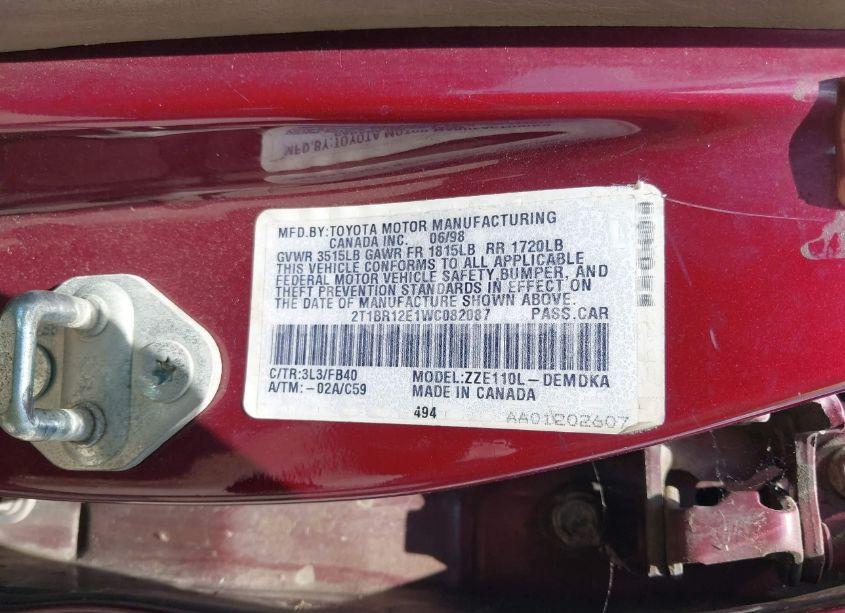 MFD.BY:TOYOTA MOTOR MANUFACTURING
CANADA INC. 06/98
GVWR 3515LB GAWR FR 1815LB RR 1720LB
THIS VEHICLE CONFORMS TO ALL APPLICABLE
FEDERAL MOTOR VEHICLE SAFETY,BUMPER, AND
THEFT PREVENTION STANDARDS IN EFFECT ON
THE DATE OF MANUFACTURE SHOWN ABOVE.
2T1BR12E1WC082087 PASS.CAR
C/TR:3L3/FB40 MODEL:ZZE110L-DEMDKA
A/TM:-02A/C59 MADE IN CANADA
494 AA01202607